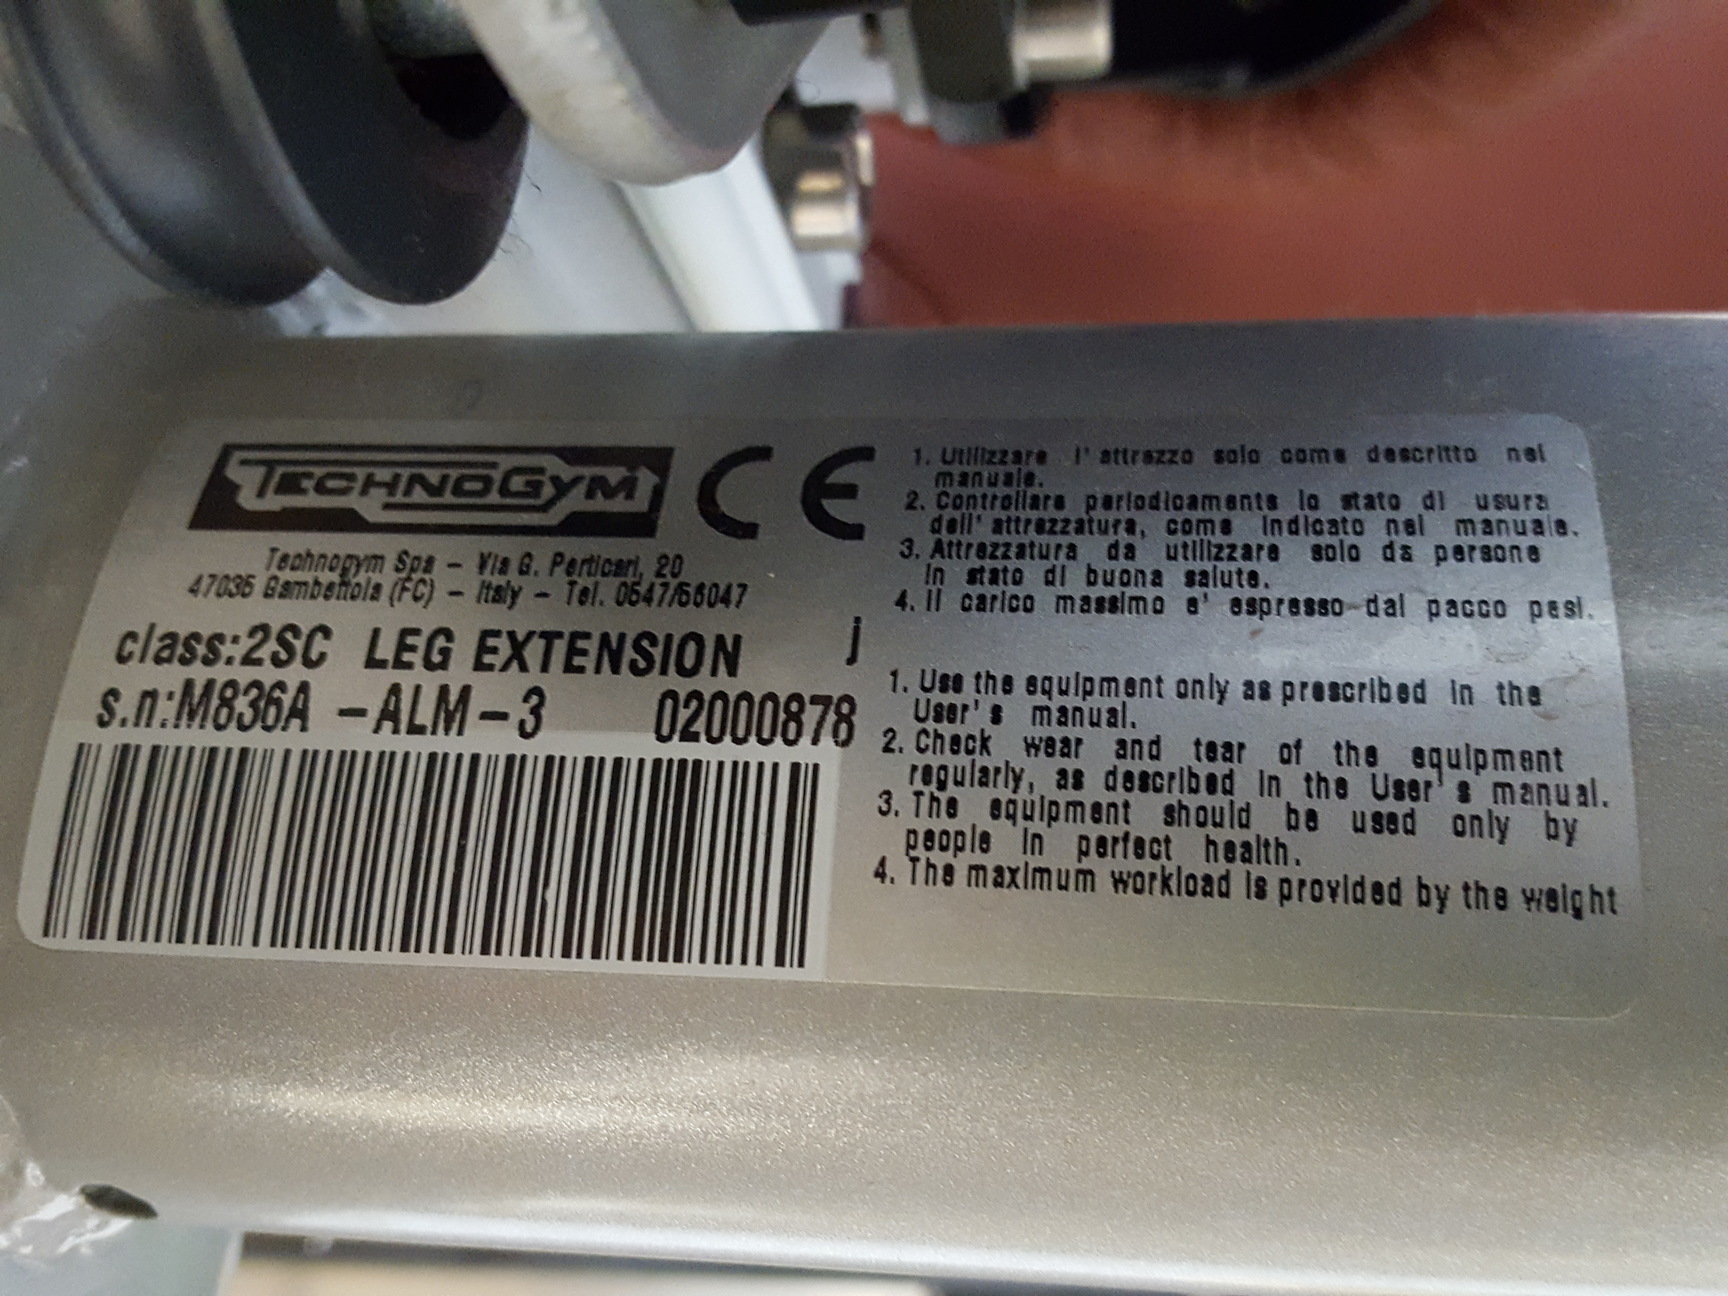 TECHNOGYM CE
Technogym Spa - Via G. Perticari, 20
47035 Gambettola (FC) - Italy - Tel. 0547/56047
class:2SC LEG EXTENSION j
s.n:M836A -ALM-3 02000878
1. Utilizzare l'attrezzo solo come descritto nel
manuale.
2. Controllare periodicamente lo stato di usura
dell'attrezzatura, come indicato nel manuale.
3. Attrezzatura da utilizzare solo da persone
in stato di buona salute.
4. Il carico massimo e' espresso dal pacco pesi.
1. Use the equipment only as prescribed in the
User's manual.
2. Check wear and tear of the equipment
regularly, as described in the User's manual.
3. The equipment should be used only by
people in perfect health.
4. The maximum workload is provided by the weight